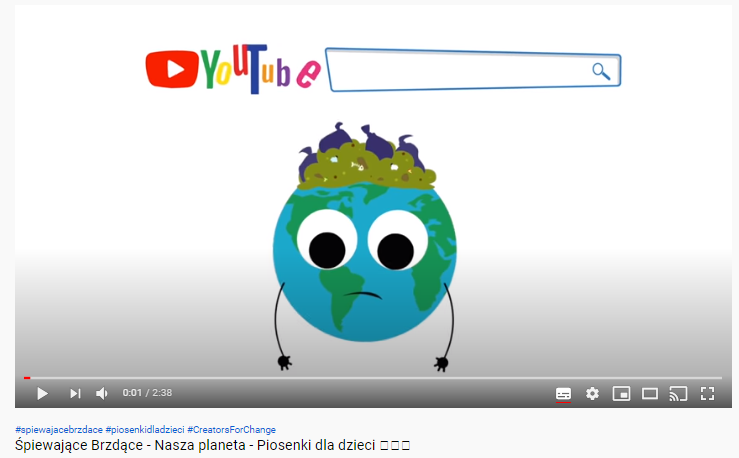 YouTube
0:01 / 2:38
#spiewajacebrzdace #piosenkidladzieci #CreatorsForChange
Śpiewające Brzdące - Nasza planeta - Piosenki dla dzieci